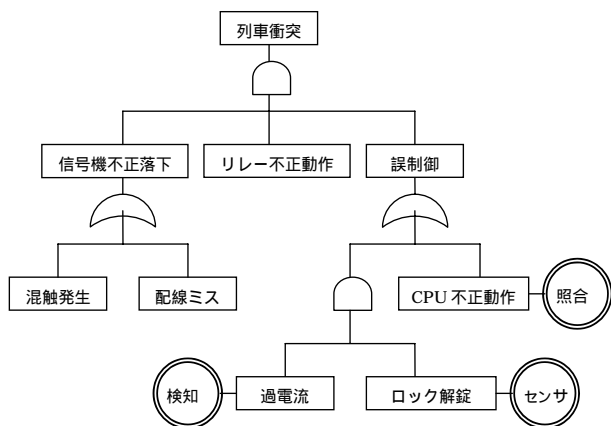 列車衝突
信号機不正落下
リレー不正動作
誤制御
混触発生
配線ミス
CPU 不正動作
照合
検知
過電流
ロック解錠
センサ